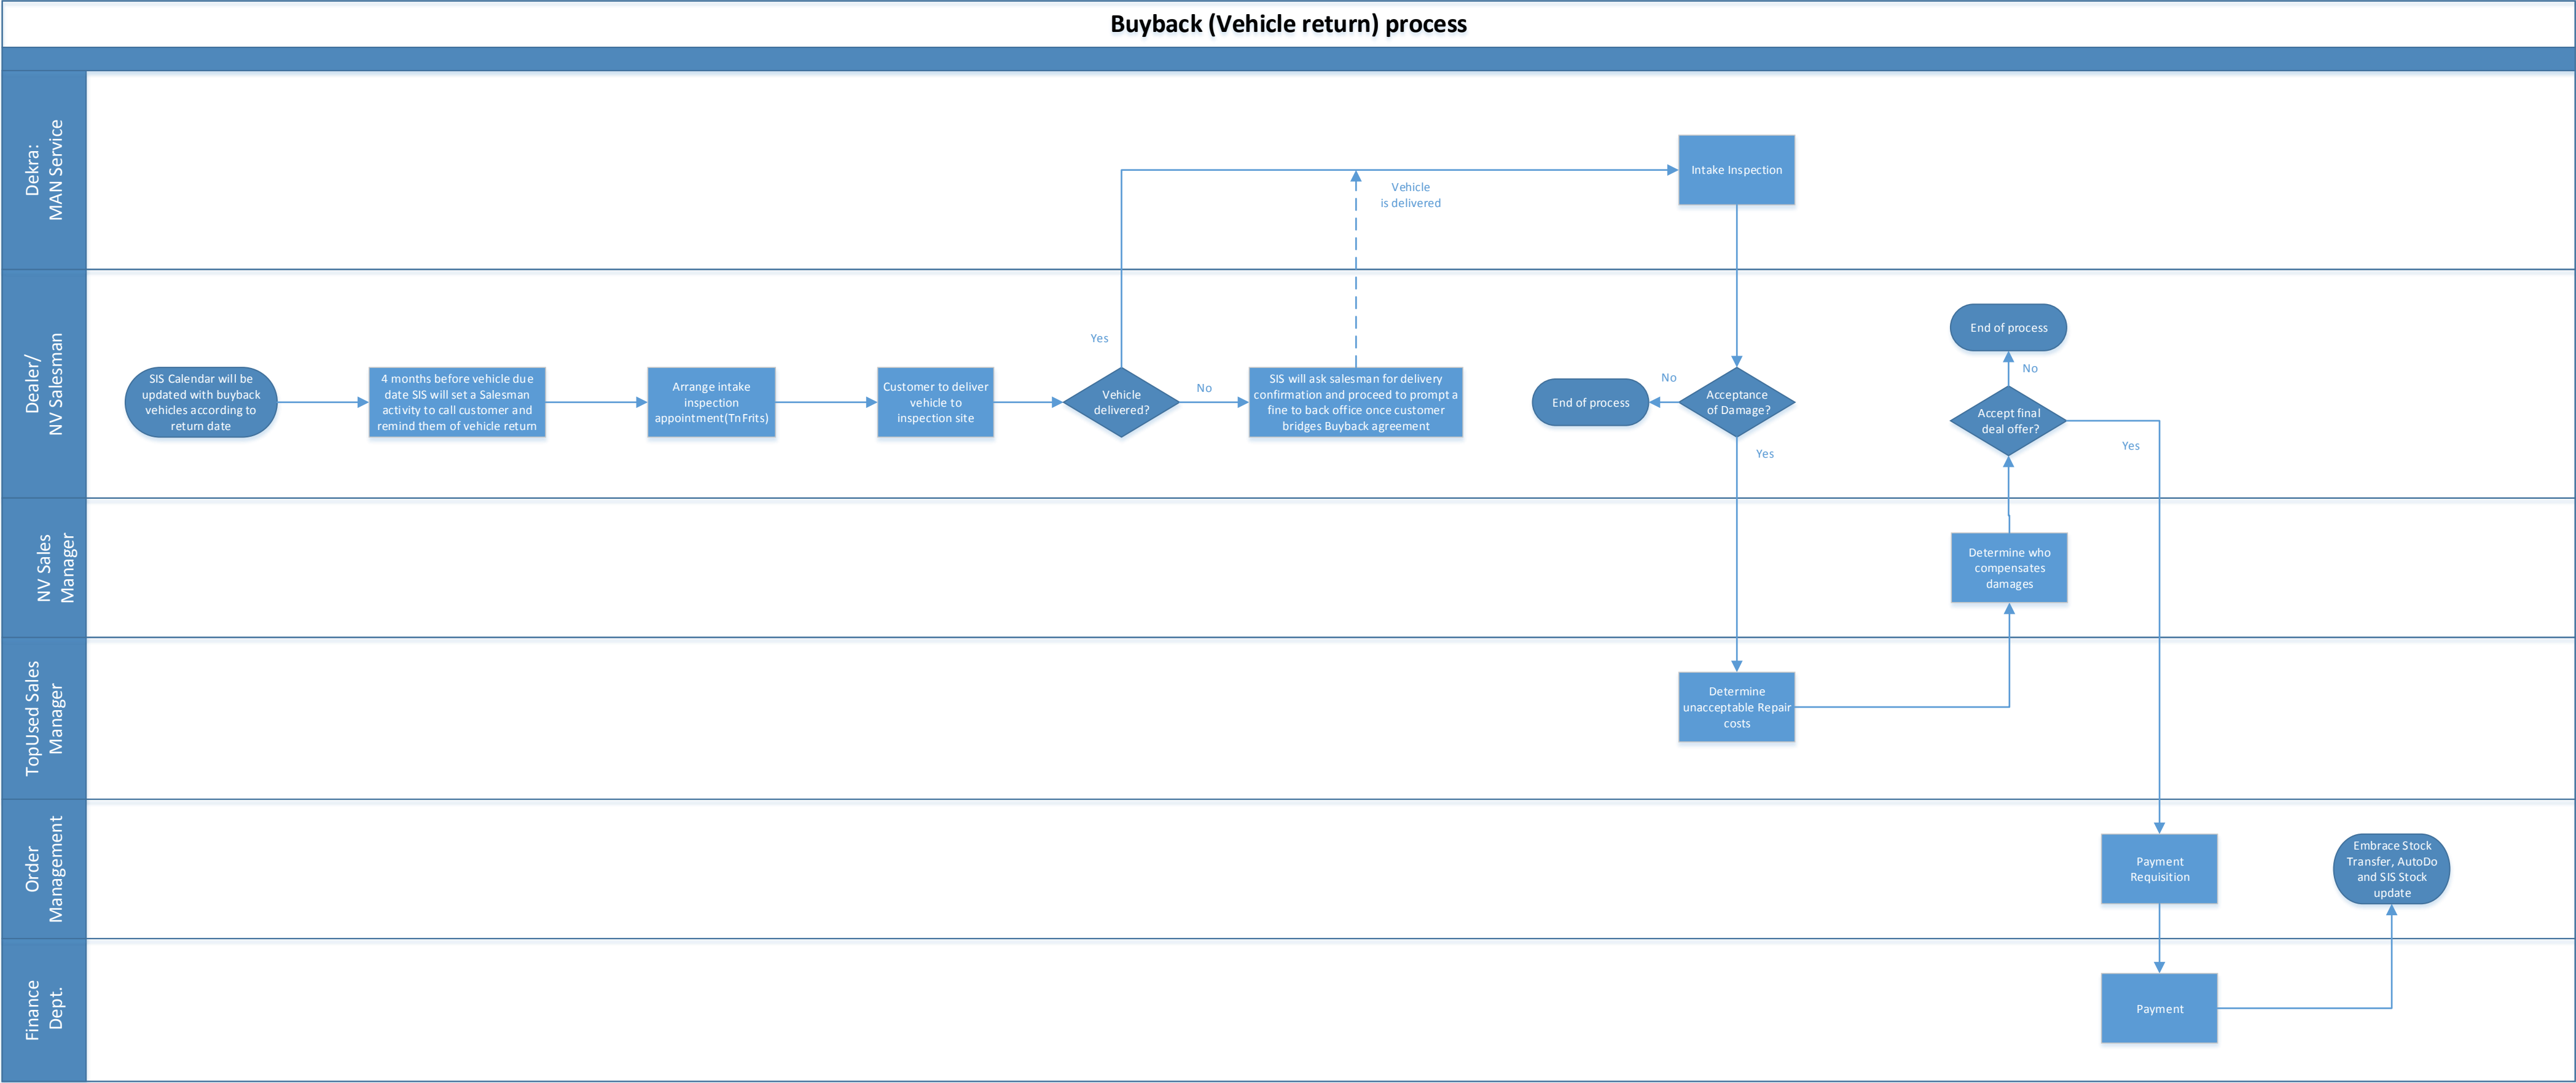 Buyback (Vehicle return) process
Dekra:
MAN Service
Intake Inspection
Vehicle
is delivered
Dealer/
NV Salesman
SIS Calendar will be
updated with buyback
vehicles according to
return date
4 months before vehicle due
date SIS will set a Salesman
activity to call customer and
remind them of vehicle return
Arrange intake
inspection
appointment(TnFrits)
Customer to deliver
vehicle to
inspection site
Yes
Vehicle
delivered?
No
SIS will ask salesman for delivery
confirmation and proceed to prompt a
fine to back office once customer
bridges Buyback agreement
End of process
No
Acceptance
of Damage?
Yes
End of process
No
Accept final
deal offer?
Yes
NV Sales
Manager
Determine who
compensates
damages
TopUsed Sales
Manager
Determine
unacceptable Repair
costs
Order
Management
Payment
Requisition
Embrace Stock
Transfer, AutoDo
and SIS Stock
update
Finance
Dept.
Payment